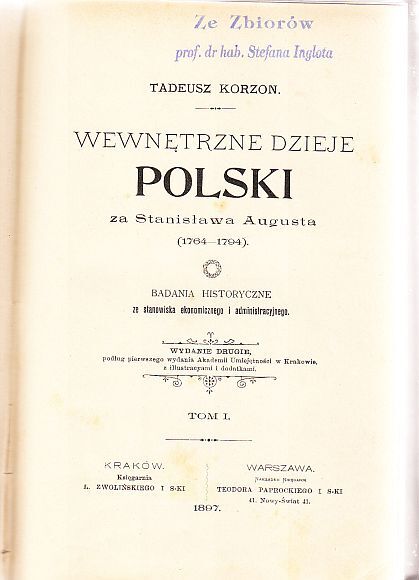 Ze Zbiorów
prof. dr hab. Stefana Inglota
TADEUSZ KORZON.
WEWNĘTRZNE DZIEJE
POLSKI
za Stanisława Augusta
(1764—1794).
BADANIA HISTORYCZNE
ze stanowiska ekonomicznego i administracyjnego.
WYDANIE DRUGIE,
podług pierwszego wydania Akademii Umiejętności w Krakowie,
z illustracyami i dodatkami.
TOM I.
KRAKÓW.
Księgarnia
L. ZWOLIŃSKIEGO I S-KI
WARSZAWA.
TEODORA PAPROCKIEGO I S-KI
41. Nowy-Świat 41.
1897.